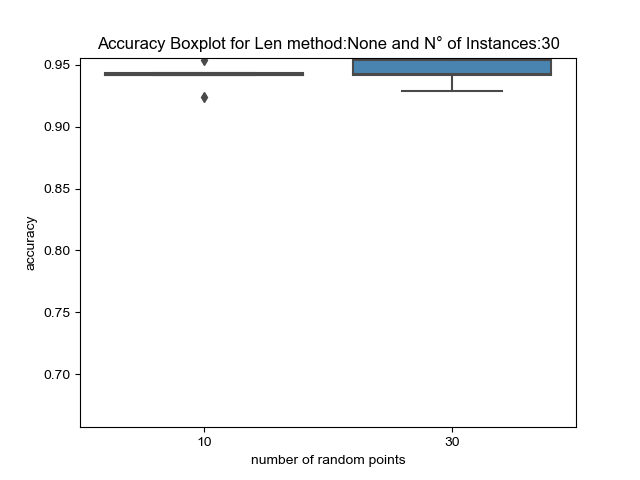 Accuracy Boxplot for Len method:None and N° of Instances:30
0.95
0.90
0.85
0.80
0.75
0.70
accuracy
10 30
number of random points